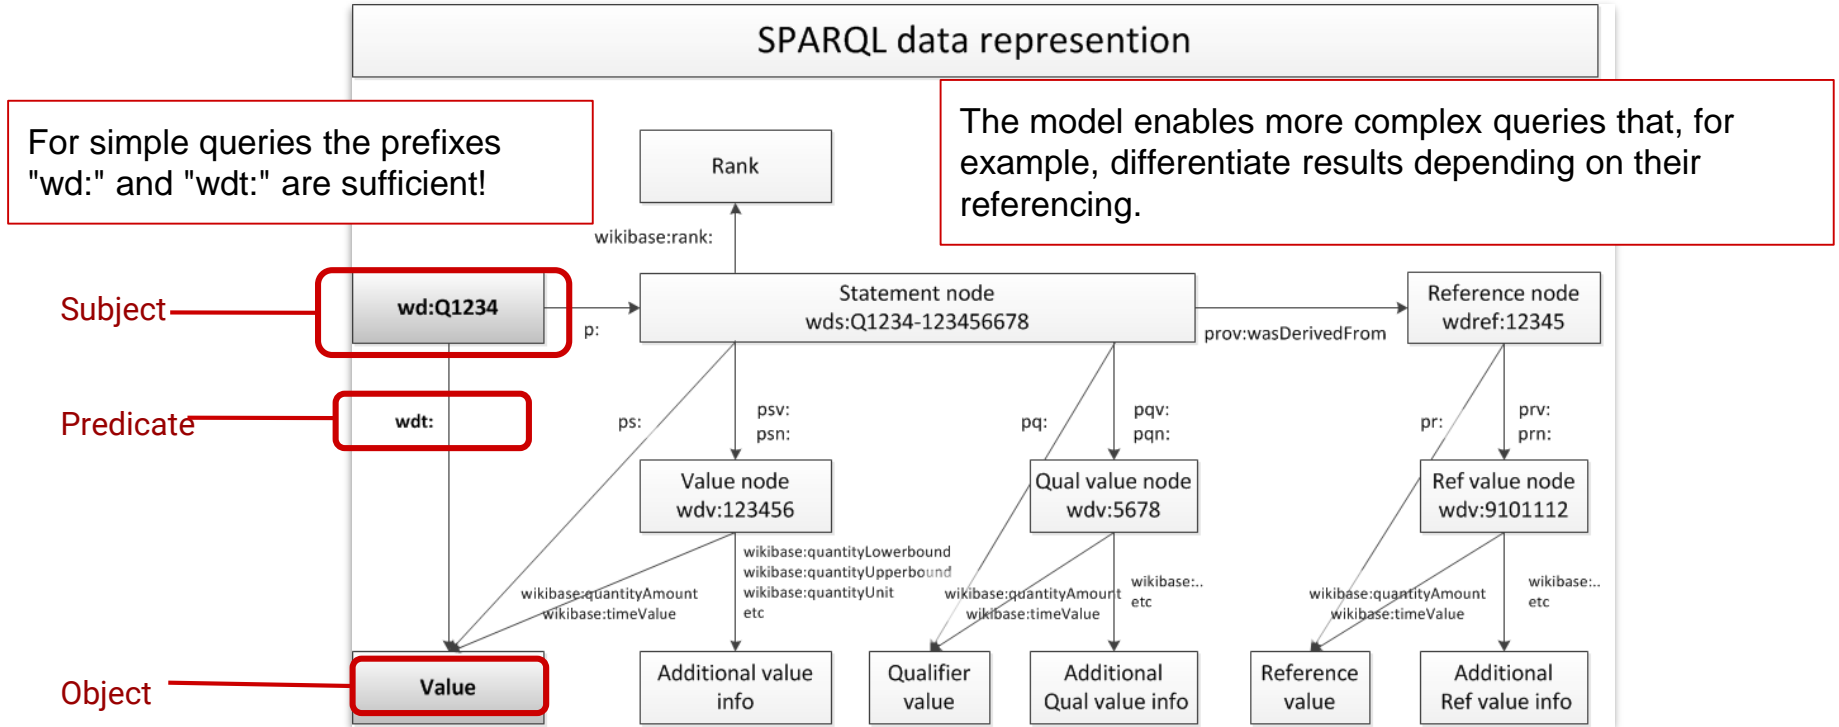 SPARQL data represention
For simple queries the prefixes
"wd:" and "wdt:" are sufficient!
The model enables more complex queries that, for
example, differentiate results depending on their
referencing.
Rank
wikibase:rank:
Subject
wd:Q1234
p:
Statement node
wds:Q1234-123456678
prov:wasDerivedFrom
Reference node
wdref:12345
Predicate
wdt:
ps:
psv:
psn:
pq:
pqv:
pqn:
pr:
prv:
prn:
Value node
wdv:123456
Qual value node
wdv:5678
Ref value node
wdv:9101112
wikibase:quantityAmount
wikibase:timeValue
wikibase:quantityLowerbound
wikibase:quantityUpperbound
wikibase:quantityUnit
etc
wikibase:quantityAmount
wikibase:timeValue
wikibase:..
etc
wikibase:quantityAmount
wikibase:timeValue
wikibase:..
etc
Object
Value
Additional value
info
Qualifier
value
Additional
Qual value info
Reference
value
Additional
Ref value info